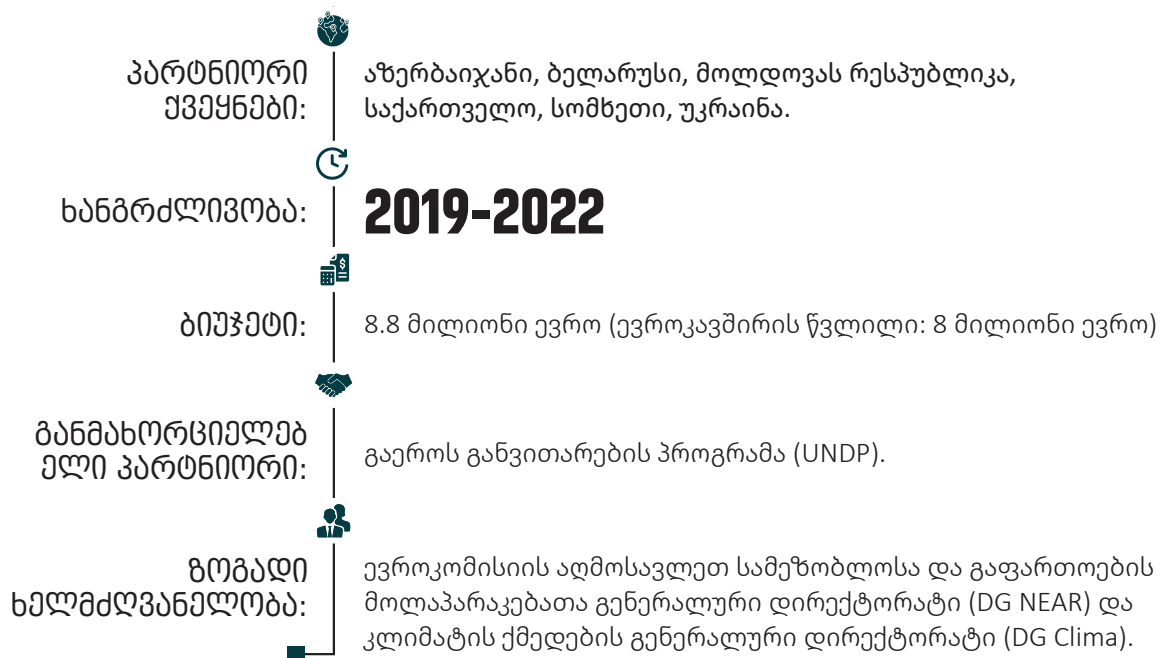 პარტნიორი
ქვეყნები:
აზერბაიჯანი, ბელარუსი, მოლდოვას რესპუბლიკა,
საქართველო, სომხეთი, უკრაინა.
ხანგრძლივობა:
2019-2022
ბიუჯეტი:
8.8 მილიონი ევრო (ევროკავშირის წვლილი: 8 მილიონი ევრო)
განმახორციელებ
ელი პარტნიორი:
გაეროს განვითარების პროგრამა (UNDP).
ზოგადი
ხელმძღვანელობა:
ევროკომისიის აღმოსავლეთ სამეზობლოსა და გაფართოების
მოლაპარაკებათა გენერალური დირექტორატი (DG NEAR) და
კლიმატის ქმედების გენერალური დირექტორატი (DG Clima).